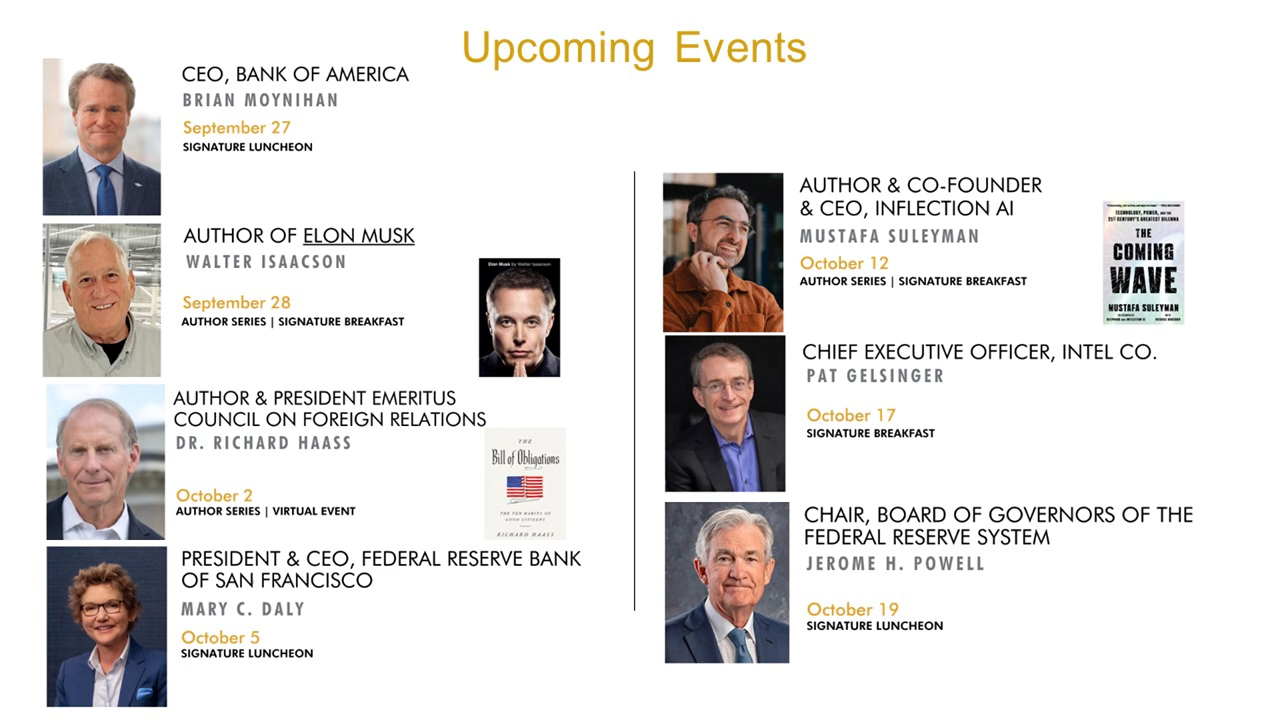 Upcoming Events
CEO, BANK OF AMERICA
BRIAN MOYNIHAN
September 27
SIGNATURE LUNCHEON
AUTHOR OF ELON MUSK
WALTER ISAACSON
September 28
AUTHOR SERIES | SIGNATURE BREAKFAST
Elon Musk by Walter Isaacson
AUTHOR & PRESIDENT EMERITUS
COUNCIL ON FOREIGN RELATIONS
DR. RICHARD HAASS
October 2
AUTHOR SERIES | VIRTUAL EVENT
THE
Bill of Obligations
THE TEN HABITS OF
GOOD CITIZENS
RICHARD HAASS
PRESIDENT & CEO, FEDERAL RESERVE BANK
OF SAN FRANCISCO
MARY C. DALY
October 5
SIGNATURE LUNCHEON
AUTHOR & CO-FOUNDER
& CEO, INFLECTION AI
MUSTAFA SULEYMAN
October 12
AUTHOR SERIES | SIGNATURE BREAKFAST
TECHNOLOGY, POWER, AND THE
21ST CENTURY'S GREATEST DILEMMA
THE
COMING
WAVE
MUSTAFA SULEYMAN
CHIEF EXECUTIVE OFFICER, INTEL CO.
PAT GELSINGER
October 17
SIGNATURE BREAKFAST
CHAIR, BOARD OF GOVERNORS OF THE
FEDERAL RESERVE SYSTEM
JEROME H. POWELL
October 19
SIGNATURE LUNCHEON